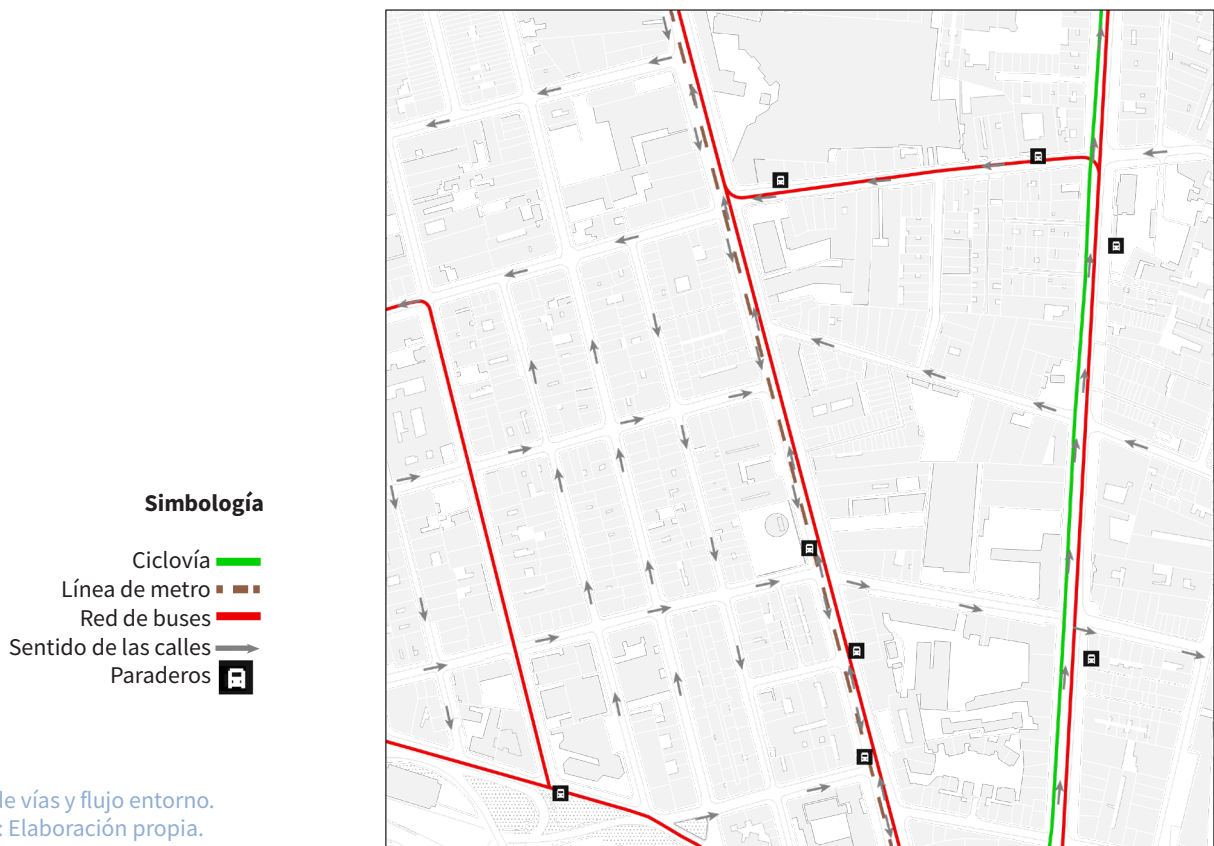 Simbología
Ciclovía
Línea de metro
Red de buses
Sentido de las calles
Paraderos
de vías y flujo entorno.
: Elaboración propia.